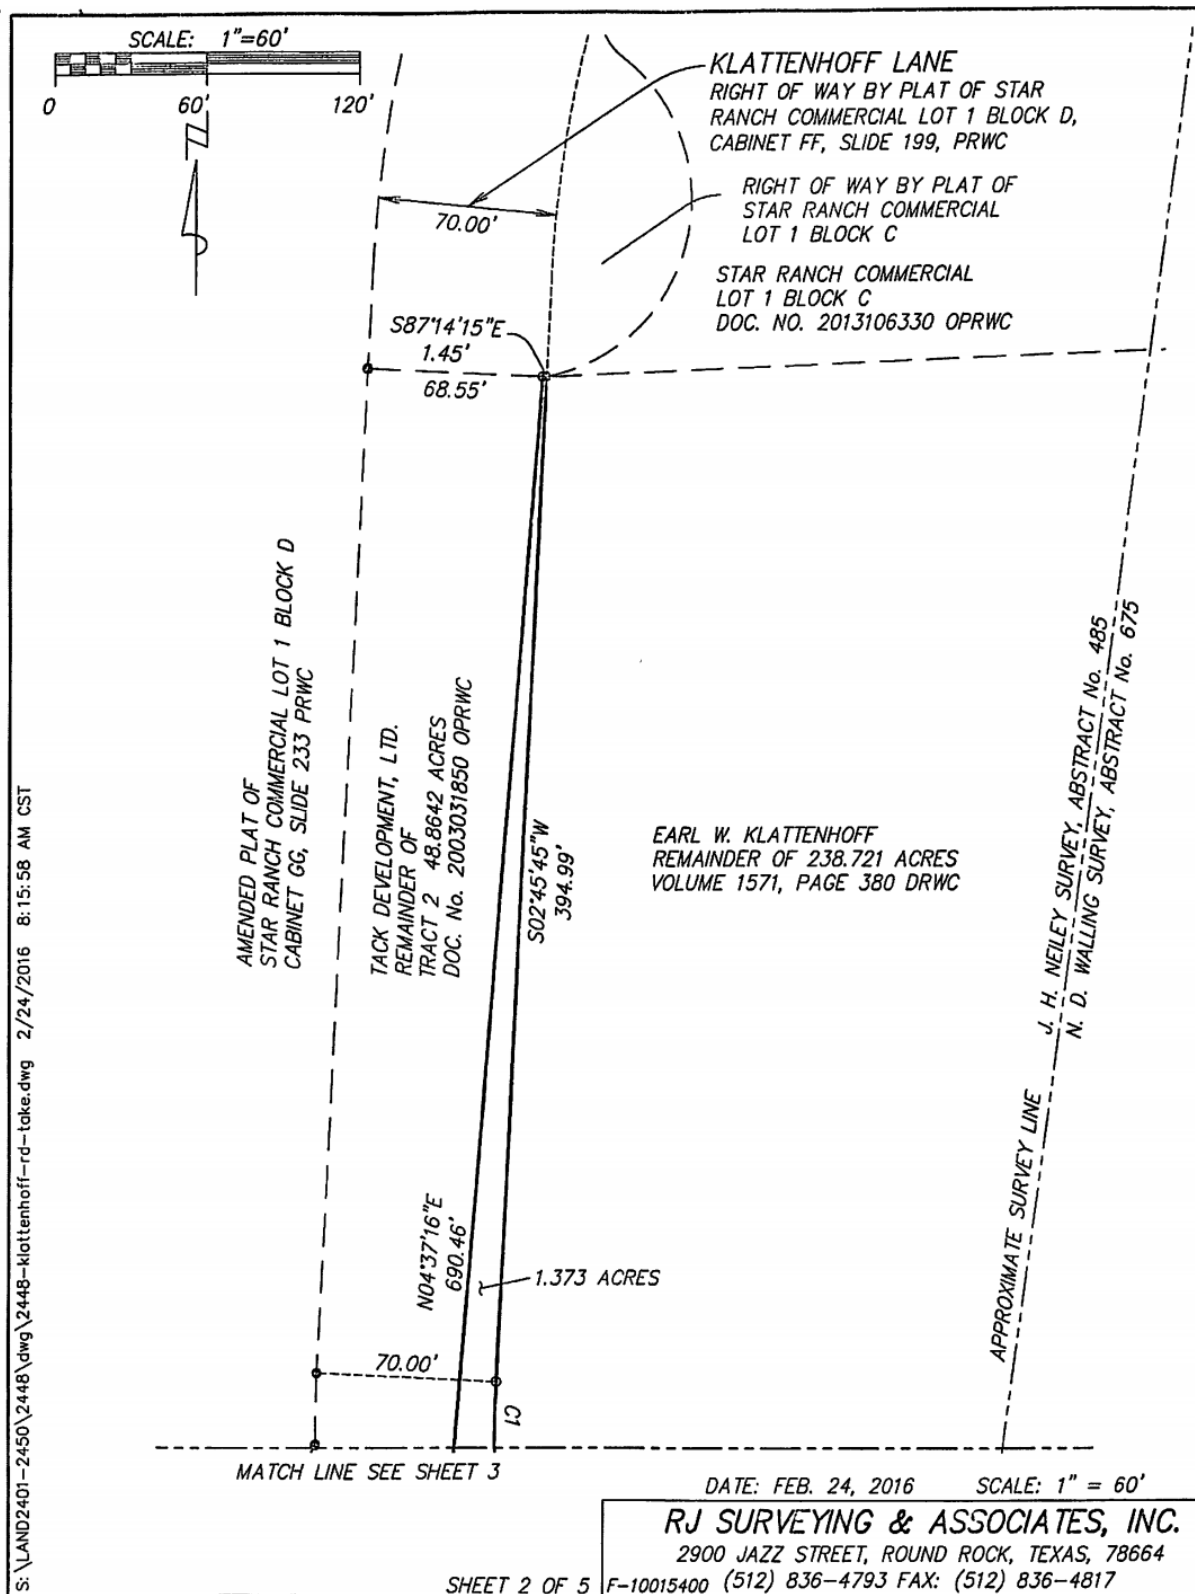 SCALE: 1"=60'
0 60' 120'
N
KLATTENHOFF LANE
RIGHT OF WAY BY PLAT OF STAR
RANCH COMMERCIAL LOT 1 BLOCK D,
CABINET FF, SLIDE 199, PRWC
RIGHT OF WAY BY PLAT OF
STAR RANCH COMMERCIAL
LOT 1 BLOCK C
70.00'
STAR RANCH COMMERCIAL
LOT 1 BLOCK C
DOC. NO. 2013106330 OPRWC
S87°14'15"E
1.45'
68.55'
AMENDED PLAT OF
STAR RANCH COMMERCIAL LOT 1 BLOCK D
CABINET GG, SLIDE 233 PRWC
TACK DEVELOPMENT, LTD.
REMAINDER OF
TRACT 2 48.8642 ACRES
DOC. No. 2003031850 OPRWC
S02°45'45"W
394.99'
EARL W. KLATTENHOFF
REMAINDER OF 238.721 ACRES
VOLUME 1571, PAGE 380 DRWC
J. H. NEILEY SURVEY, ABSTRACT No. 485
N. D. WALLING SURVEY, ABSTRACT No. 675
APPROXIMATE SURVEY LINE
N04°37'16"E
690.46'
1.373 ACRES
70.00'
C1
MATCH LINE SEE SHEET 3
DATE: FEB. 24, 2016 SCALE: 1" = 60'
RJ SURVEYING & ASSOCIATES, INC.
2900 JAZZ STREET, ROUND ROCK, TEXAS, 78664
SHEET 2 OF 5 F-10015400 (512) 836-4793 FAX: (512) 836-4817
S:\LAND2401-2450\2448\dwg\2448-klattenhoff-rd-take.dwg 2/24/2016 8:15:58 AM CST